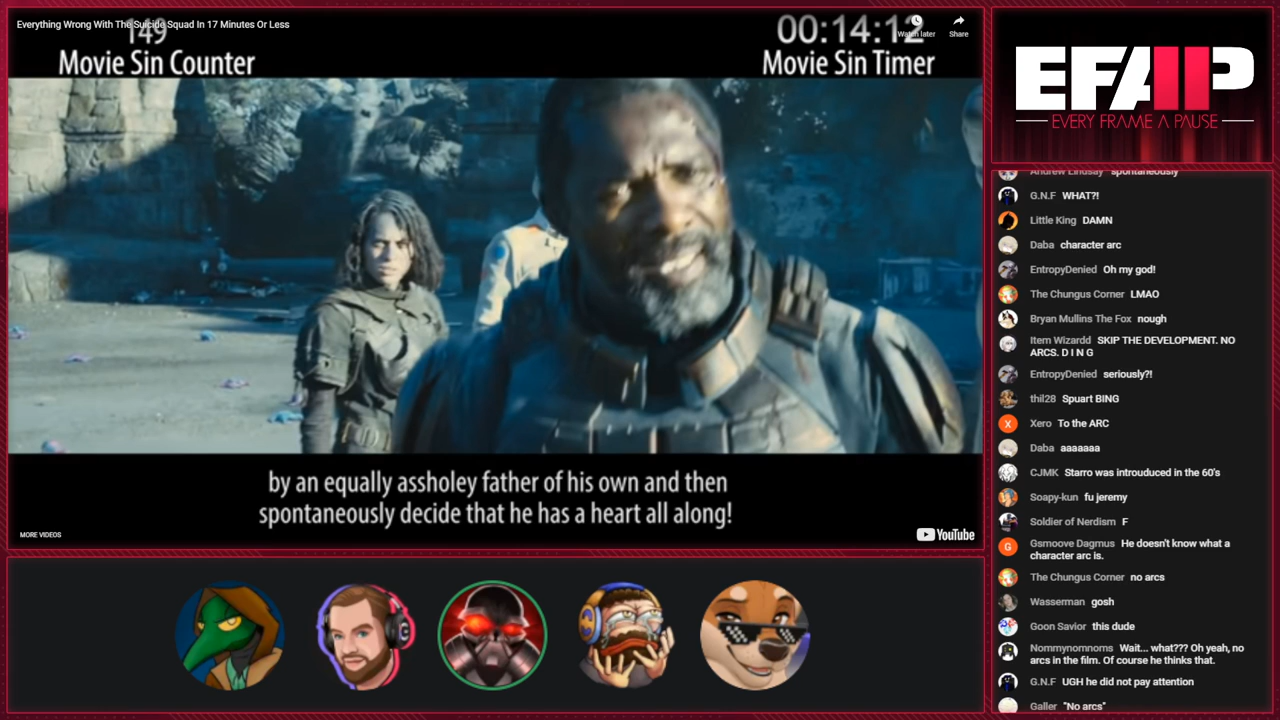 Everything Wrong With The Suicide Squad In 17 Minutes Or Less
149
Movie Sin Counter
00:14:12
Movie Sin Timer
Watch later
Share
by an equally assholey father of his own and then
spontaneously decide that he has a heart all along!
MORE VIDEOS
YouTube
EFAP
EVERY FRAME A PAUSE
Andrew Lindsay spontaneously
G.N.F WHAT?!
Little King DAMN
Daba character arc
EntropyDenied Oh my god!
The Chungus Corner LMAO
Bryan Mullins The Fox nough
Item Wizardd SKIP THE DEVELOPMENT. NO
ARCS. D I N G
EntropyDenied seriously?!
thil28 Spuart BING
X
Xero To the ARC
Daba aaaaaaa
CJMK Starro was introuduced in the 60's
Soapy-kun fu jeremy
Soldier of Nerdism F
G
Gsmoove Dagmus He doesn't know what a
character arc is.
The Chungus Corner no arcs
Wasserman gosh
Goon Savior this dude
Nommynomnoms Wait... what??? Oh yeah, no
arcs in the film. Of course he thinks that.
G.N.F UGH he did not pay attention
Galler "No arcs"